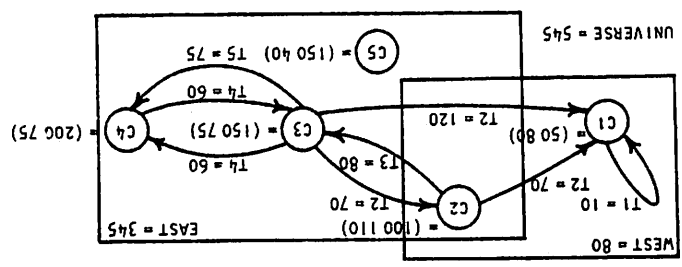 WEST = 80
EAST = 345
C2
= (100 110)
T1 = 10
T2 = 70
T2 = 70
T3 = 80
T4 = 60
C1
= (50 80)
C3
= (150 75)
C4
= (200 75)
T2 = 120
T4 = 60
T5 = 75
C5
= (150 40)
UNIVERSE = 545